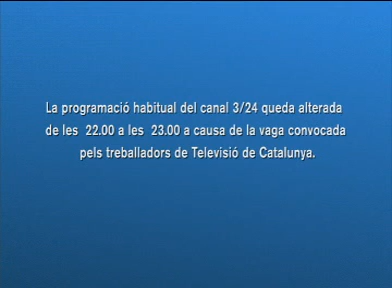 La programació habitual del canal 3/24 queda alterada
de les 22.00 a les 23.00 a causa de la vaga convocada
pels treballadors de Televisió de Catalunya.